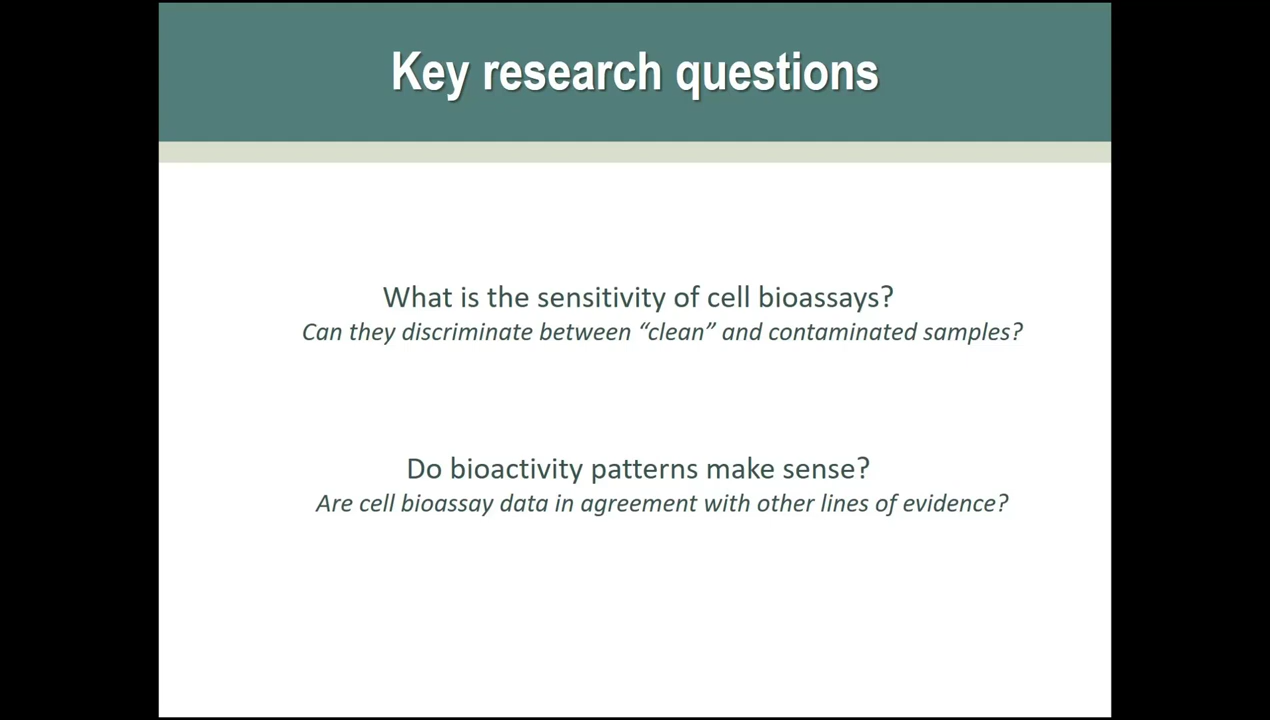 Key research questions
What is the sensitivity of cell bioassays?
Can they discriminate between “clean” and contaminated samples?
Do bioactivity patterns make sense?
Are cell bioassay data in agreement with other lines of evidence?